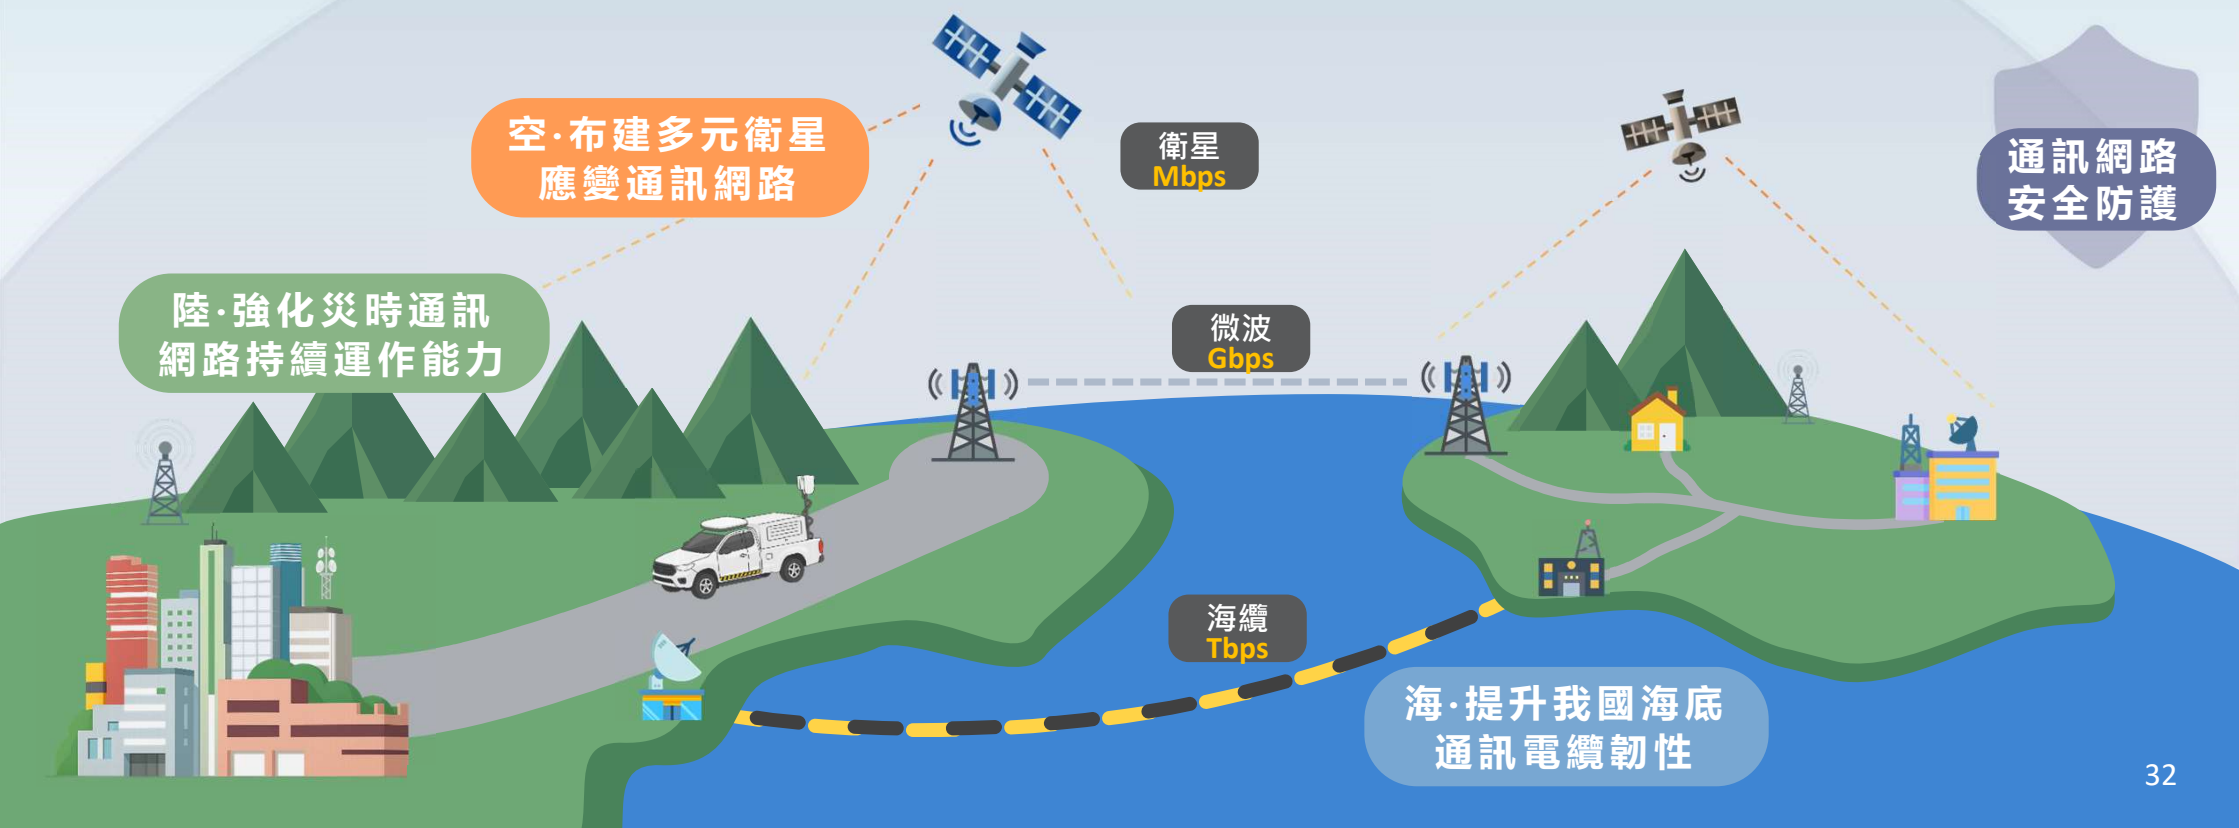 空·布建多元衛星
應變通訊網路
衛星
Mbps
通訊網路
安全防護
陸·強化災時通訊
網路持續運作能力
微波
Gbps
海纜
Tbps
海·提升我國海底
通訊電纜韌性
32